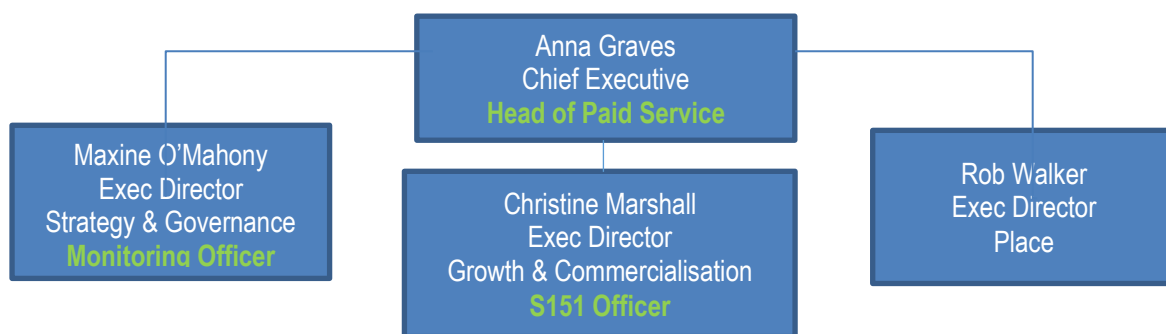 Anna Graves
Chief Executive
Head of Paid Service
Maxine O'Mahony
Exec Director
Strategy & Governance
Monitoring Officer
Christine Marshall
Exec Director
Growth & Commercialisation
S151 Officer
Rob Walker
Exec Director
Place